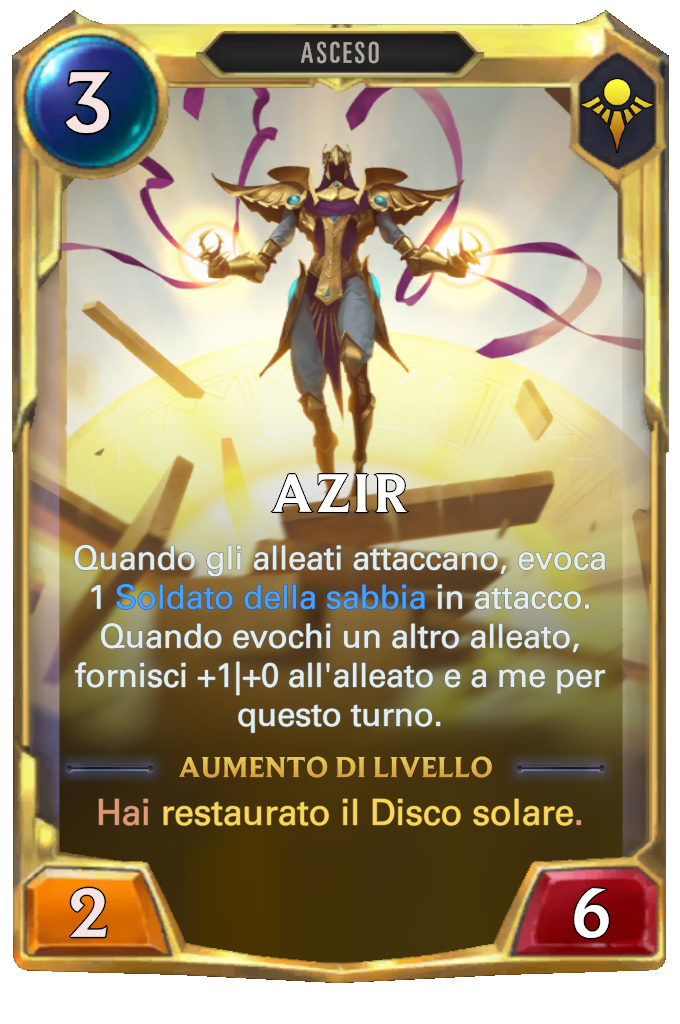 ASCESO
3
AZIR
Quando gli alleati attaccano, evoca
1 Soldato della sabbia in attacco.
Quando evochi un altro alleato,
fornisci +1|+0 all'alleato e a me per
questo turno.
AUMENTO DI LIVELLO
Hai restaurato il Disco solare.
2
6